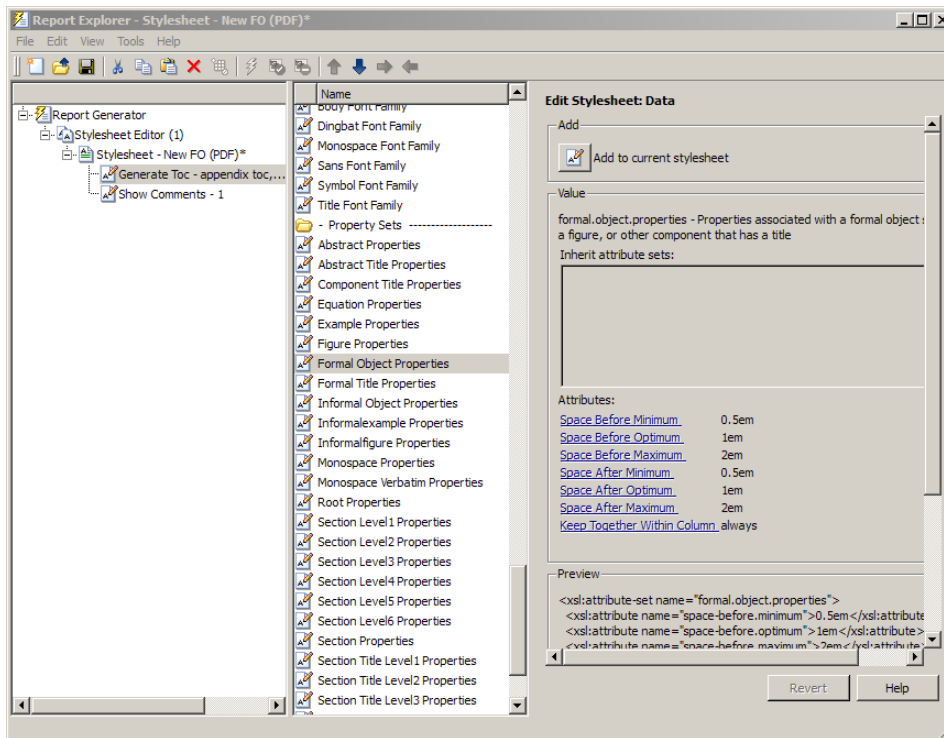 Report Explorer - Stylesheet - New FO (PDF)*
File Edit View Tools Help
Report Generator
Stylesheet Editor (1)
Stylesheet - New FO (PDF)*
Generate Toc - appendix toc,...
Show Comments - 1
Name
Body Font Family
Dingbat Font Family
Monospace Font Family
Sans Font Family
Symbol Font Family
Title Font Family
- Property Sets -------------------
Abstract Properties
Abstract Title Properties
Component Title Properties
Equation Properties
Example Properties
Figure Properties
Formal Object Properties
Formal Title Properties
Informal Object Properties
Informalexample Properties
Informalfigure Properties
Monospace Properties
Monospace Verbatim Properties
Root Properties
Section Level1 Properties
Section Level2 Properties
Section Level3 Properties
Section Level4 Properties
Section Level5 Properties
Section Level6 Properties
Section Properties
Section Title Level1 Properties
Section Title Level2 Properties
Section Title Level3 Properties
Edit Stylesheet: Data
Add
Add to current stylesheet
Value
formal.object.properties - Properties associated with a formal object s
a figure, or other component that has a title
Inherit attribute sets:
Attributes:
Space Before Minimum 0.5em
Space Before Optimum 1em
Space Before Maximum 2em
Space After Minimum 0.5em
Space After Optimum 1em
Space After Maximum 2em
Keep Together Within Column always
Preview
<xsl:attribute-set name="formal.object.properties">
<xsl:attribute name="space-before.minimum">0.5em</xsl:attribute
<xsl:attribute name="space-before.optimum">1em</xsl:attribute>
<xsl:attribute name="space-before.maximum">2em</xsl:attribute>
Revert Help